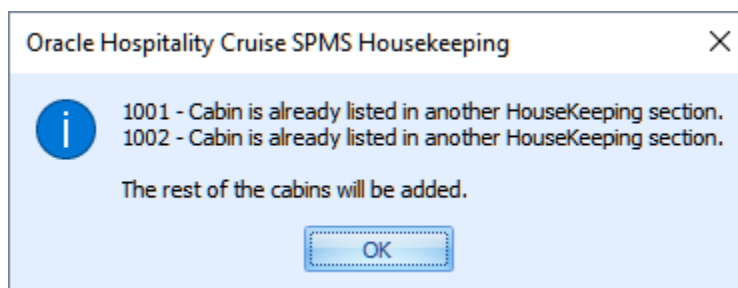 Oracle Hospitality Cruise SPMS Housekeeping
1001 - Cabin is already listed in another HouseKeeping section.
1002 - Cabin is already listed in another HouseKeeping section.
The rest of the cabins will be added.
OK